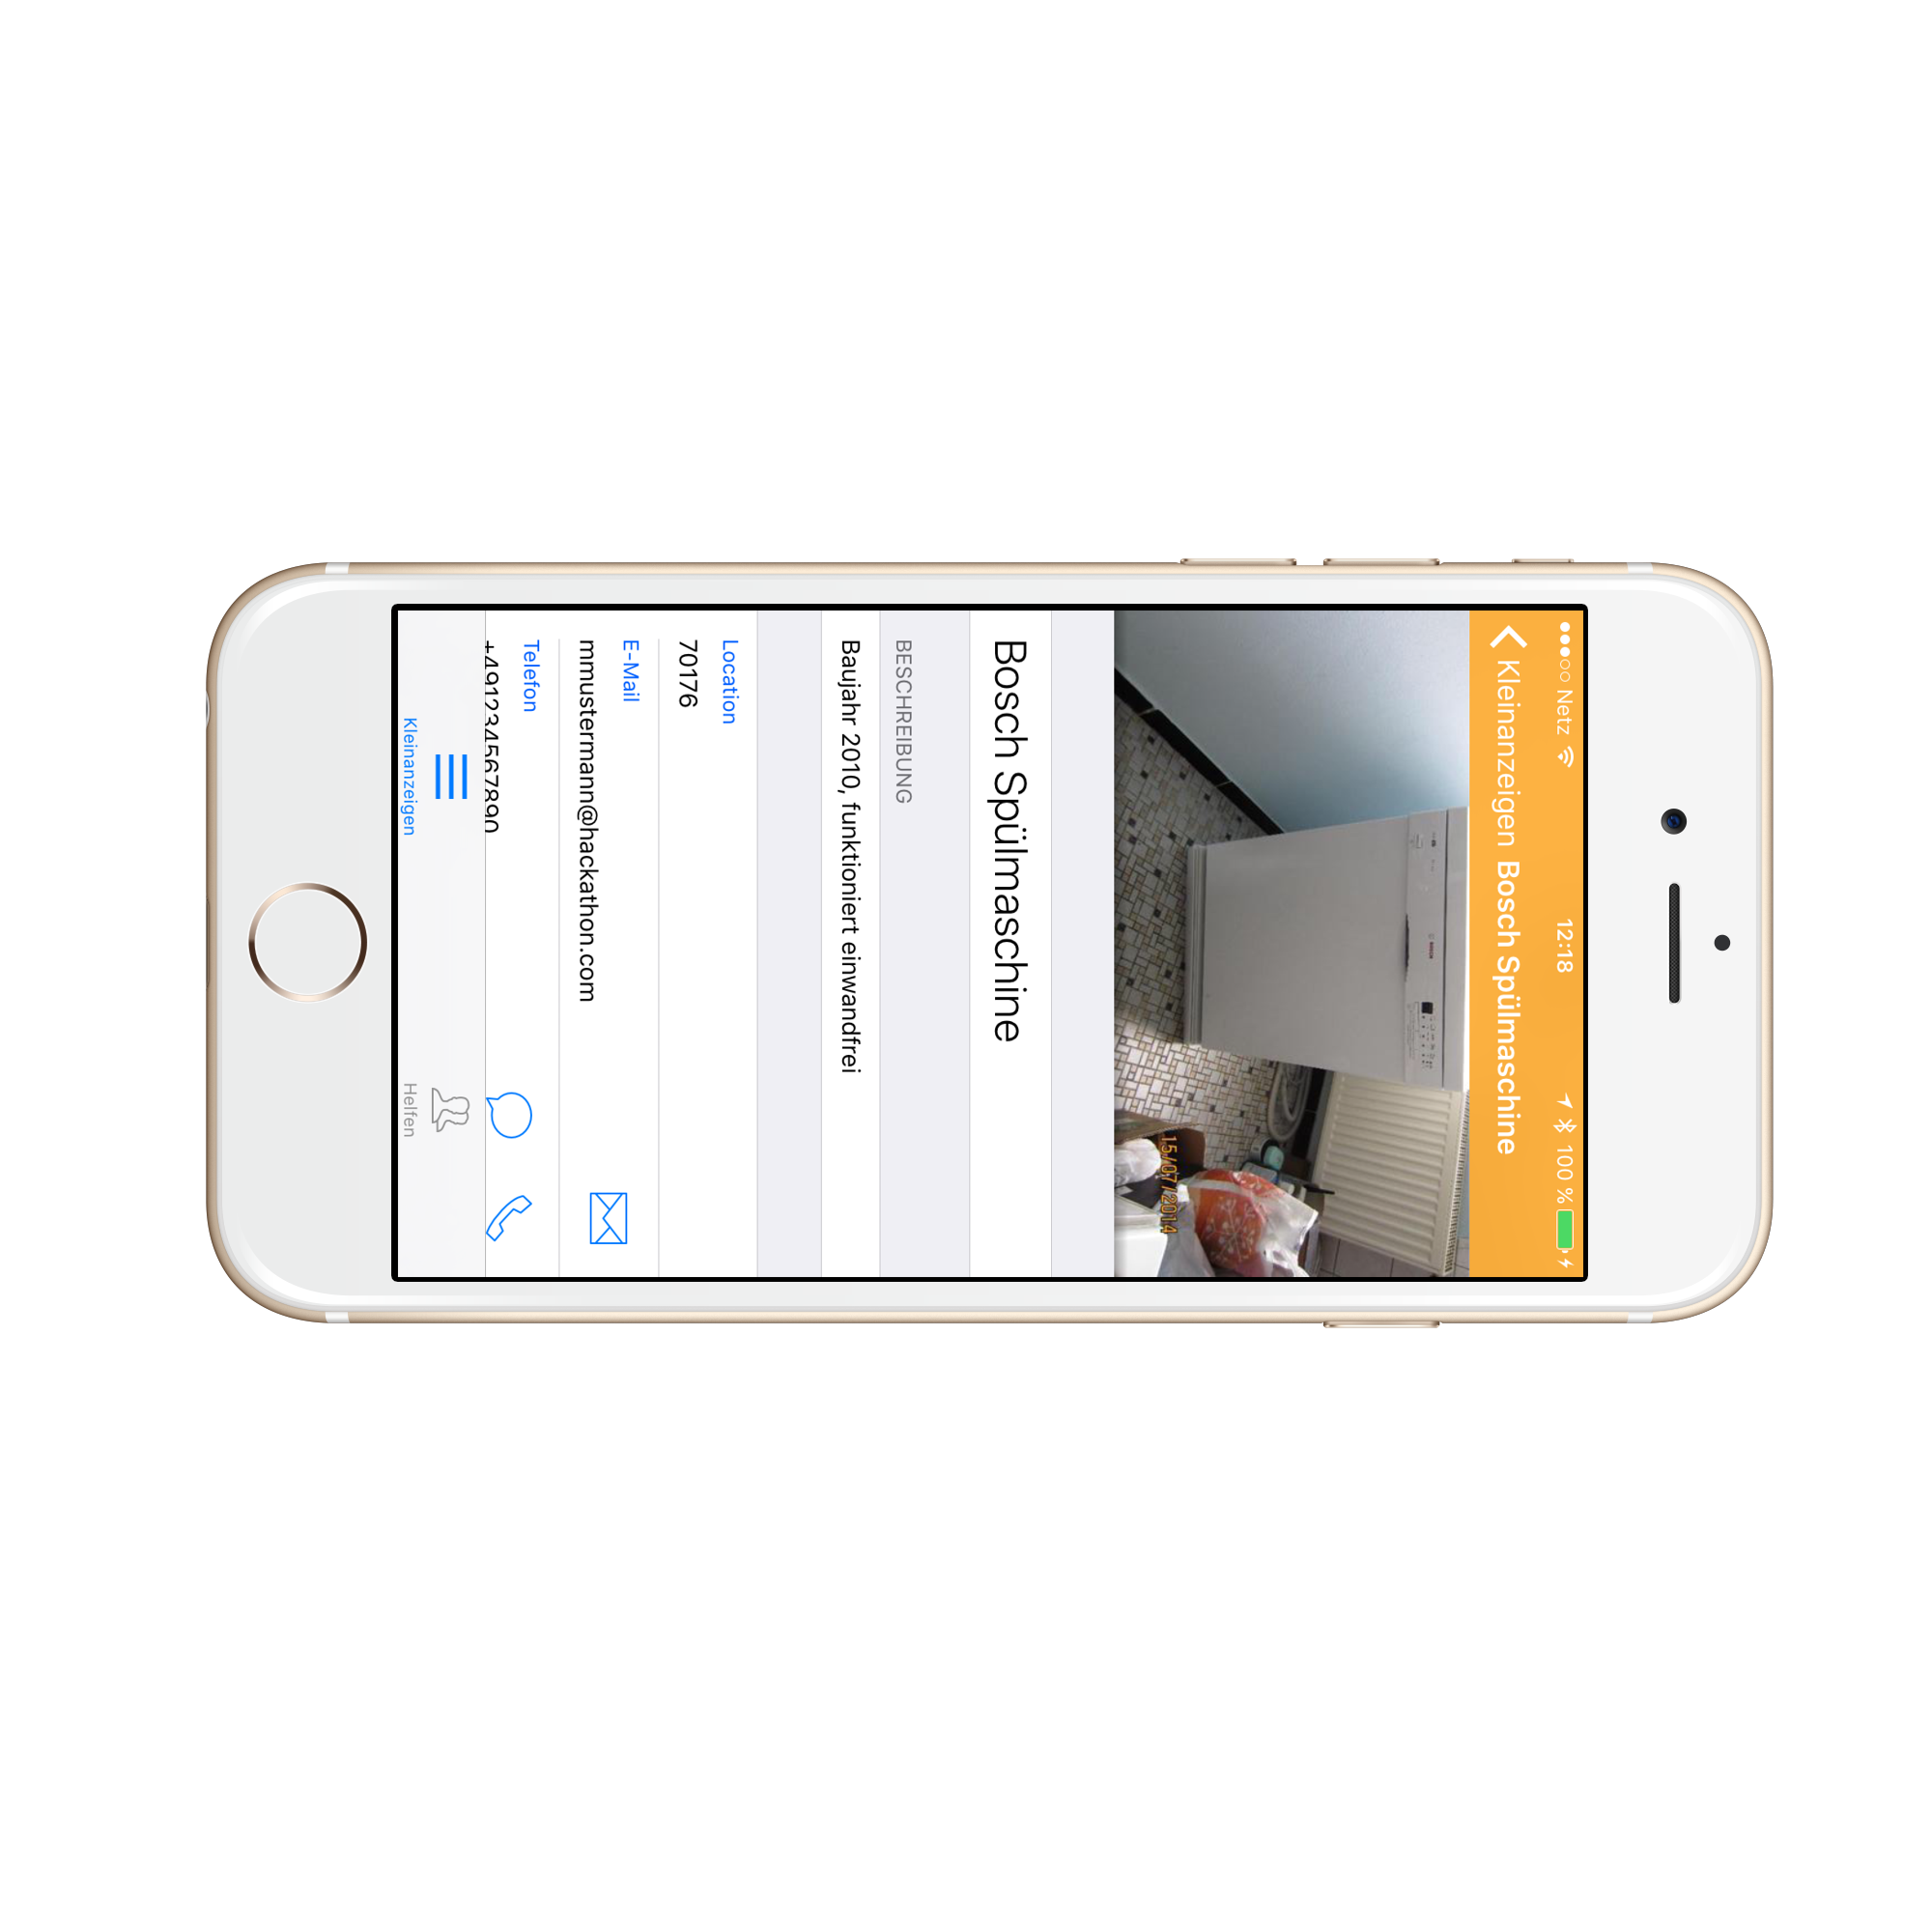 Netz 12:18 100 %
Kleinanzeigen Bosch Spülmaschine
15/07/2014
Bosch Spülmaschine
BESCHREIBUNG
Baujahr 2010, funktioniert einwandfrei
Location
70176
E-Mail
mmustermann@hackathon.com
Telefon
+491234567890
Kleinanzeigen Helfen